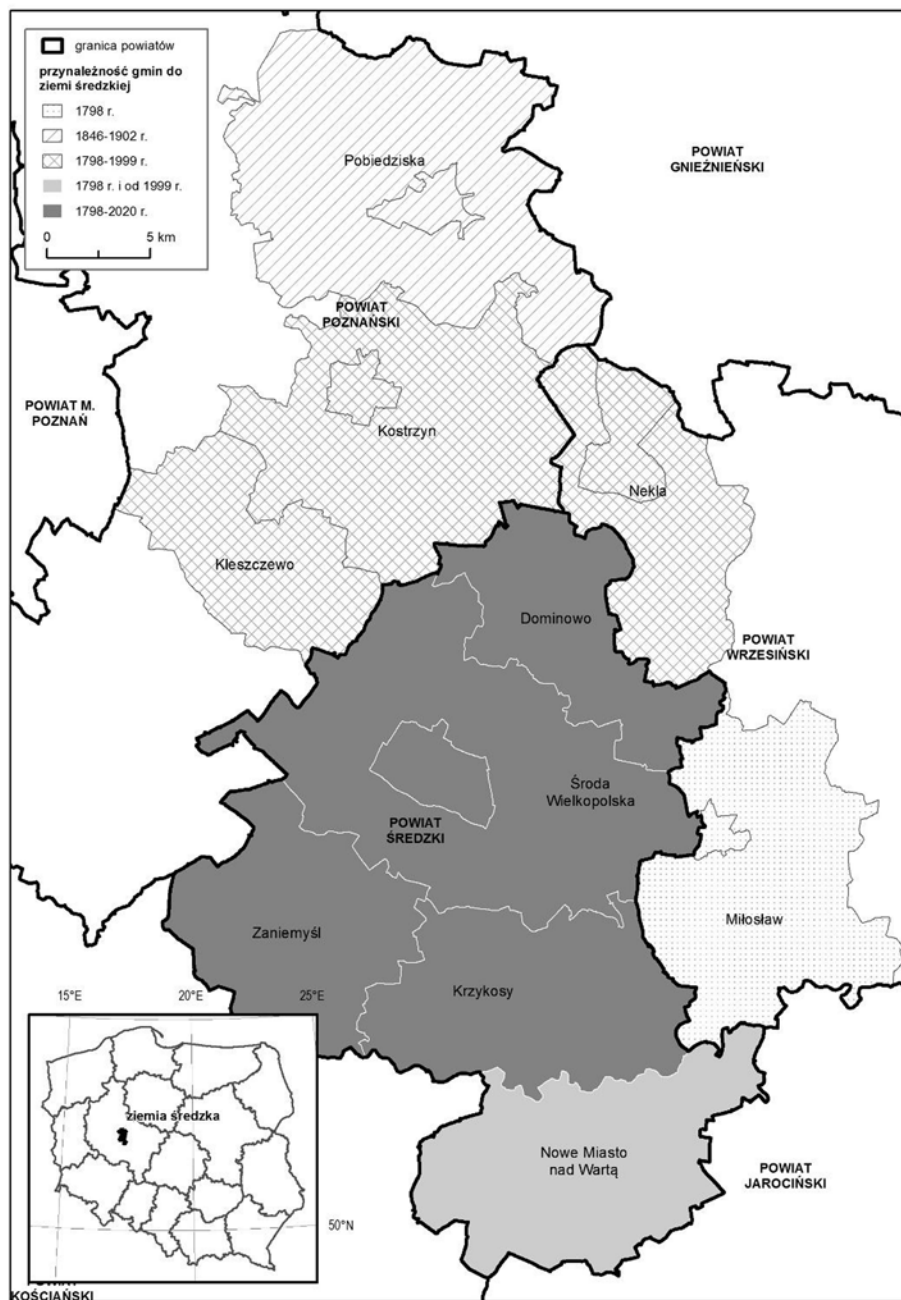 granica powiatów
przynależność gmin do
ziemi średzkiej
1798 r.
1846-1902 r.
1798-1999 r.
1798 r. i od 1999 r.
1798-2020 r.
0 5 km
Pobiedziska
POWIAT
GNIEŹNIEŃSKI
POWIAT
POZNAŃSKI
POWIAT M.
POZNAŃ
Kostrzyn
Nekla
Kleszczewo
Dominowo
POWIAT
WRZESIŃSKI
Środa
Wielkopolska
POWIAT
ŚREDZKI
Miłosław
Zaniemyśl
Krzykosy
15°E 20°E 25°E
ziemia średzka
50°N
Nowe Miasto
nad Wartą
POWIAT
JAROCIŃSKI
KOŚCIAŃSKI